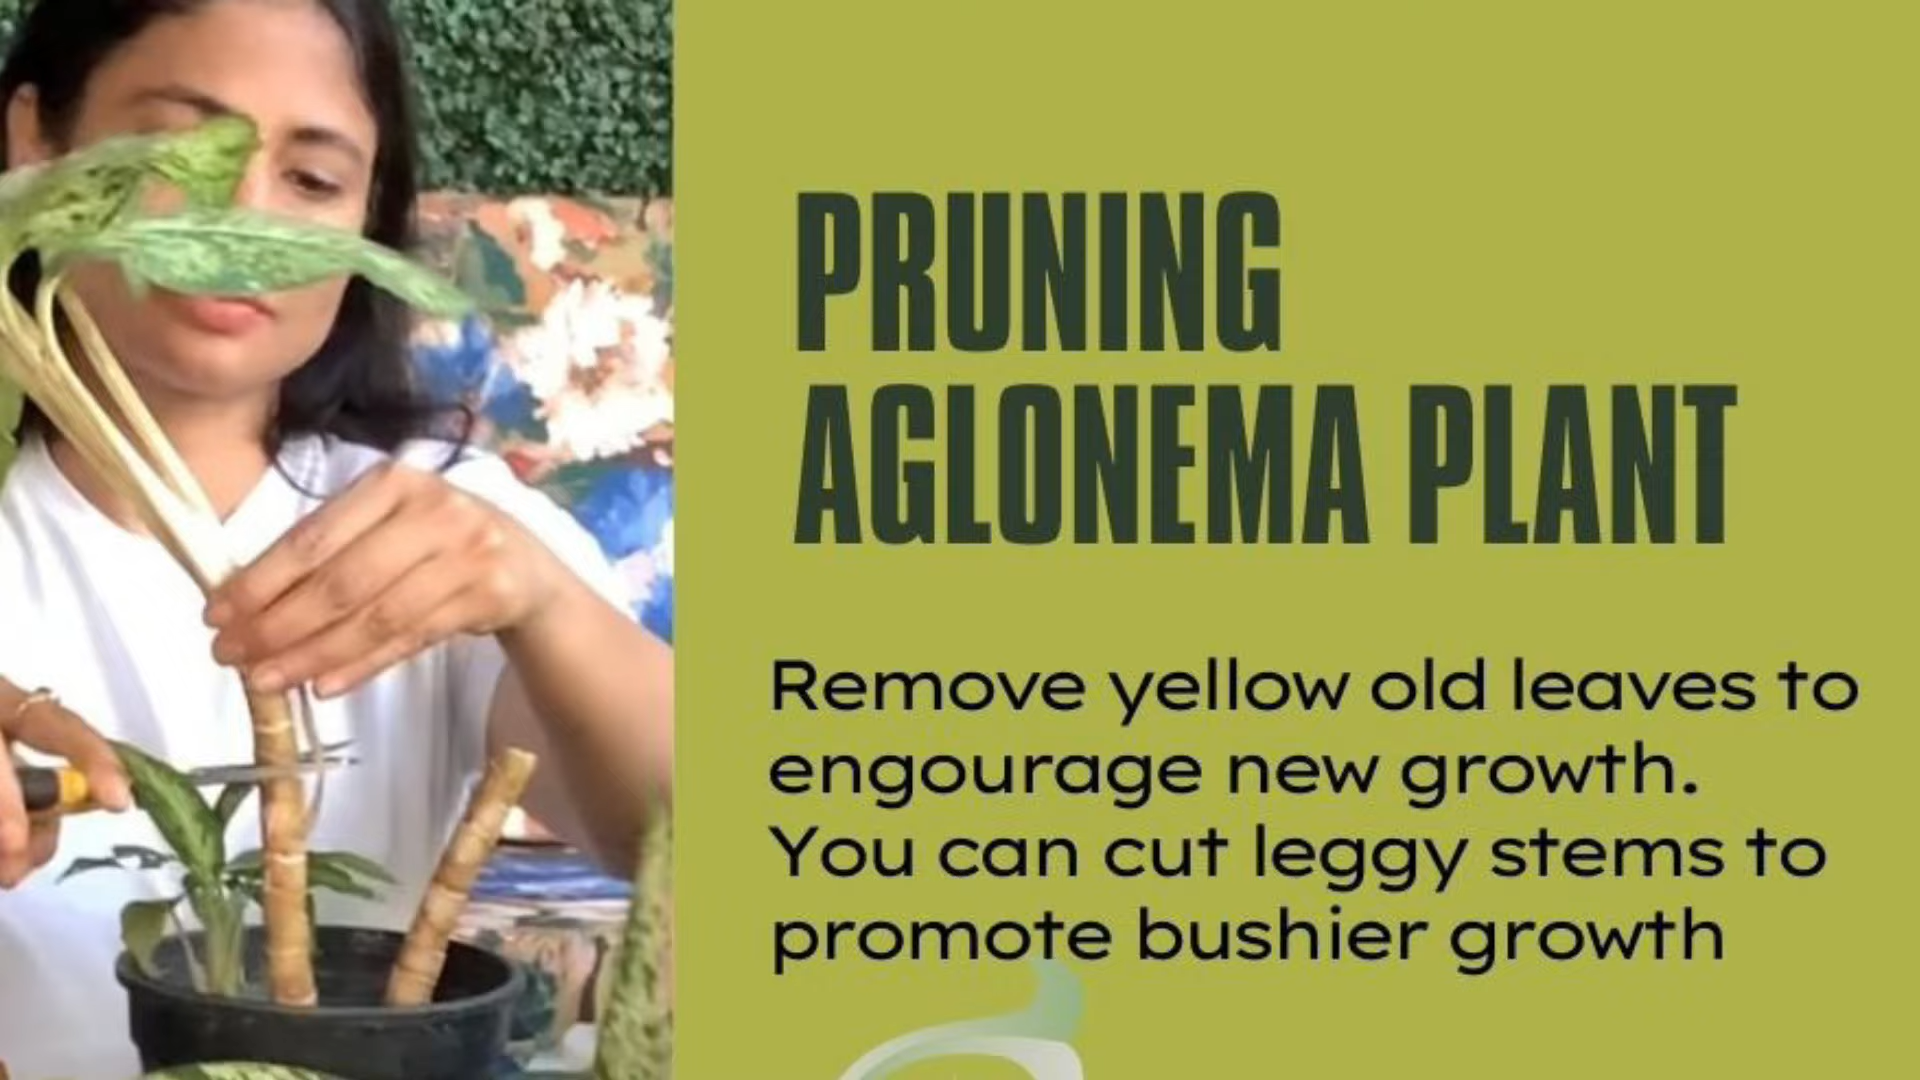 PRUNING
AGLONEMA PLANT
Remove yellow old leaves to
engourage new growth.
You can cut leggy stems to
promote bushier growth